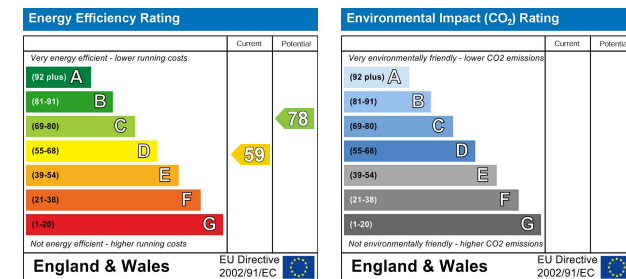 Energy Efficiency Rating
Current Potential
Very energy efficient - lower running costs
(92 plus) A
(81-91) B
(69-80) C
78
(55-68) D
59
(39-54) E
(21-38) F
(1-20) G
Not energy efficient - higher running costs
England & Wales
EU Directive
2002/91/EC
Environmental Impact (CO₂) Rating
Current Potential
Very environmentally friendly - lower CO2 emissions
(92 plus) A
(81-91) B
(69-80) C
(55-68) D
(39-54) E
(21-38) F
(1-20) G
Not environmentally friendly - higher CO2 emissions
England & Wales
EU Directive
2002/91/EC